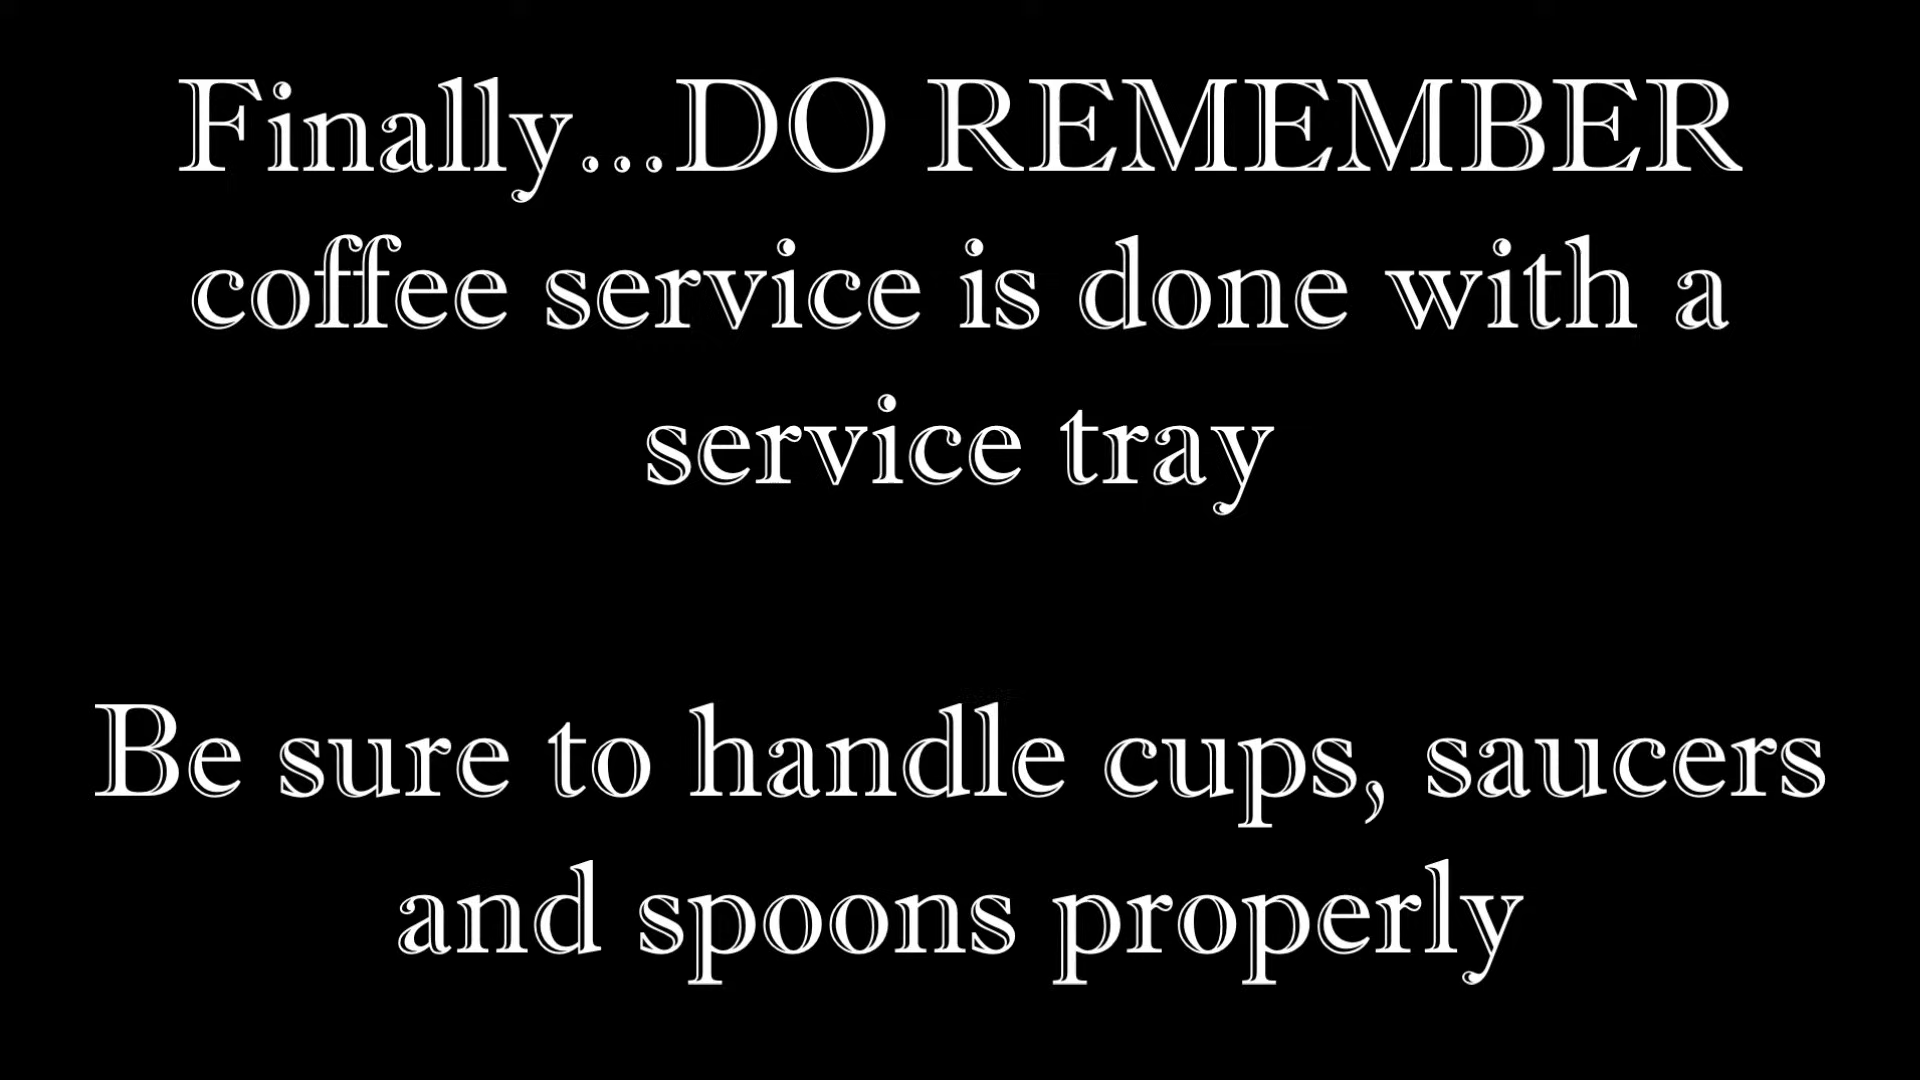 Finally...DO REMEMBER
coffee service is done with a
service tray
Be sure to handle cups, saucers
and spoons properly